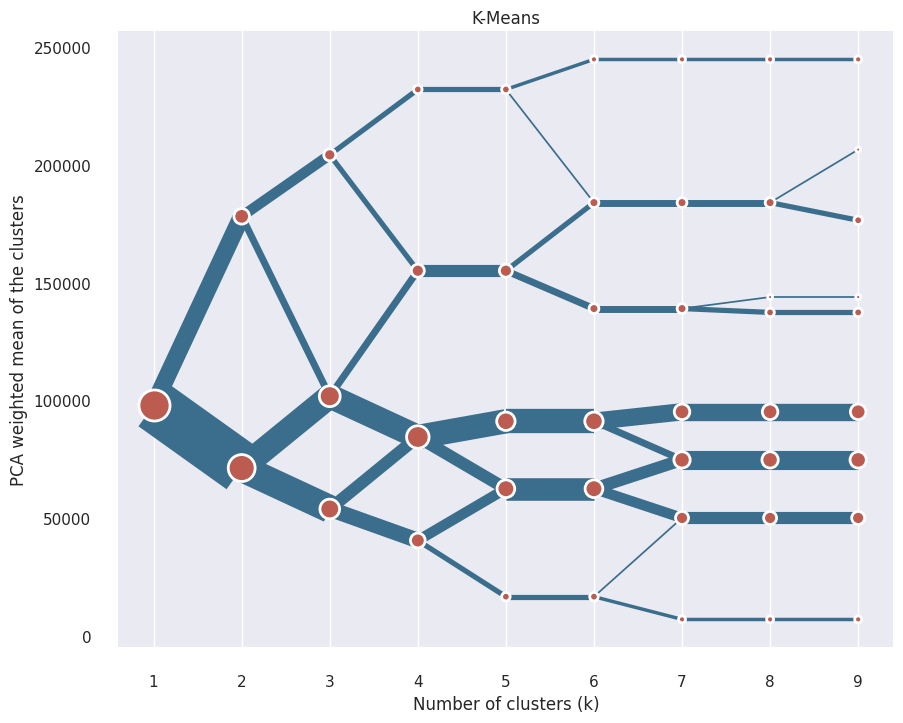 K-Means
PCA weighted mean of the clusters
250000
200000
150000
100000
50000
0
1 2 3 4 5 6 7 8 9
Number of clusters (k)